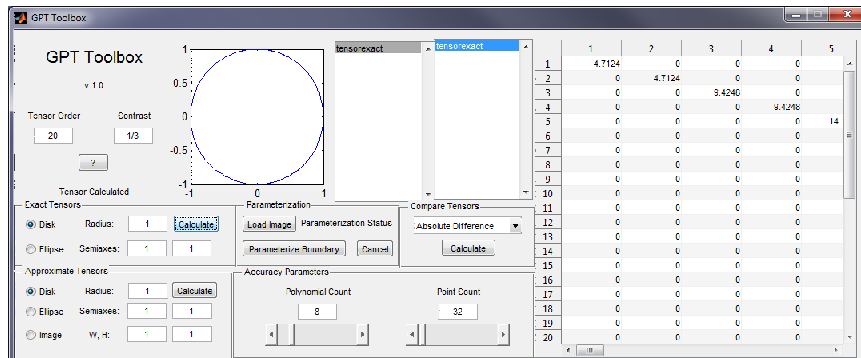 GPT Toolbox
GPT Toolbox
v 1.0
Tensor Order Contrast
20 1/3
?
Tensor Calculated
1
0.5
0
-0.5
-1
-1 0 1
tensorexact
tensorexact
Exact Tensors
Disk Radius: 1 Calculate
Ellipse Semiaxes: 1 1
Parameterization
Load Image Parameterization Status
Parameterize Boundary Cancel
Compare Tensors
Absolute Difference
Calculate
Approximate Tensors
Disk Radius: 1 Calculate
Ellipse Semiaxes: 1 1
Image W, H: 1 1
Accuracy Parameters
Polynomial Count Point Count
8 32
1 2 3 4 5
1 4.7124 0 0 0
2 0 4.7124 0 0
3 0 0 9.4248 0
4 0 0 0 9.4248
5 0 0 0 0 14
6 0 0 0 0
7 0 0 0 0
8 0 0 0 0
9 0 0 0 0
10 0 0 0 0
11 0 0 0 0
12 0 0 0 0
13 0 0 0 0
14 0 0 0 0
15 0 0 0 0
16 0 0 0 0
17 0 0 0 0
18 0 0 0 0
19 0 0 0 0
20 0 0 0 0